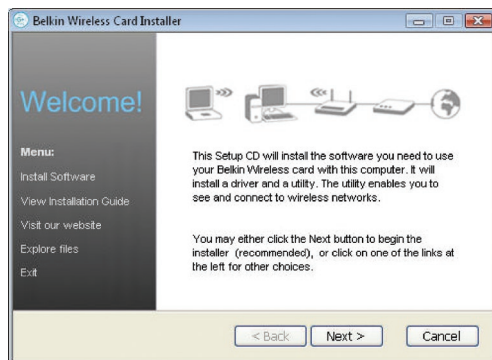 Belkin Wireless Card Installer
Welcome!
Menu:
Install Software
View Installation Guide
Visit our website
Explore files
Exit
This Setup CD will install the software you need to use
your Belkin Wireless card with this computer. It will
install a driver and a utility. The utility enables you to
see and connect to wireless networks.
You may either click the Next button to begin the
installer (recommended), or click on one of the links at
the left for other choices.
< Back
Next >
Cancel